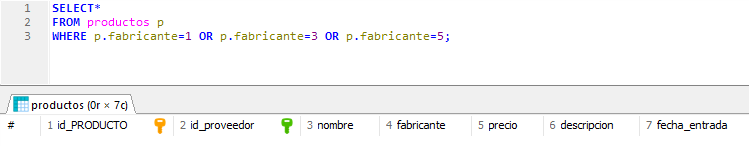 1 SELECT*
2 FROM productos p
3 WHERE p.fabricante=1 OR p.fabricante=3 OR p.fabricante=5;
productos (0r × 7c)
# 1 id_PRODUCTO 2 id_proveedor 3 nombre 4 fabricante 5 precio 6 descripcion 7 fecha_entrada